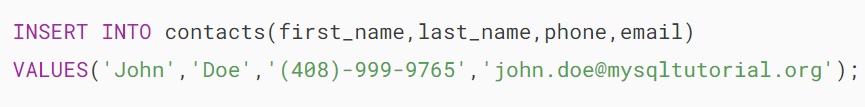 INSERT INTO contacts(first_name,last_name,phone,email)
VALUES('John','Doe','(408)-999-9765','john.doe@mysqltutorial.org');